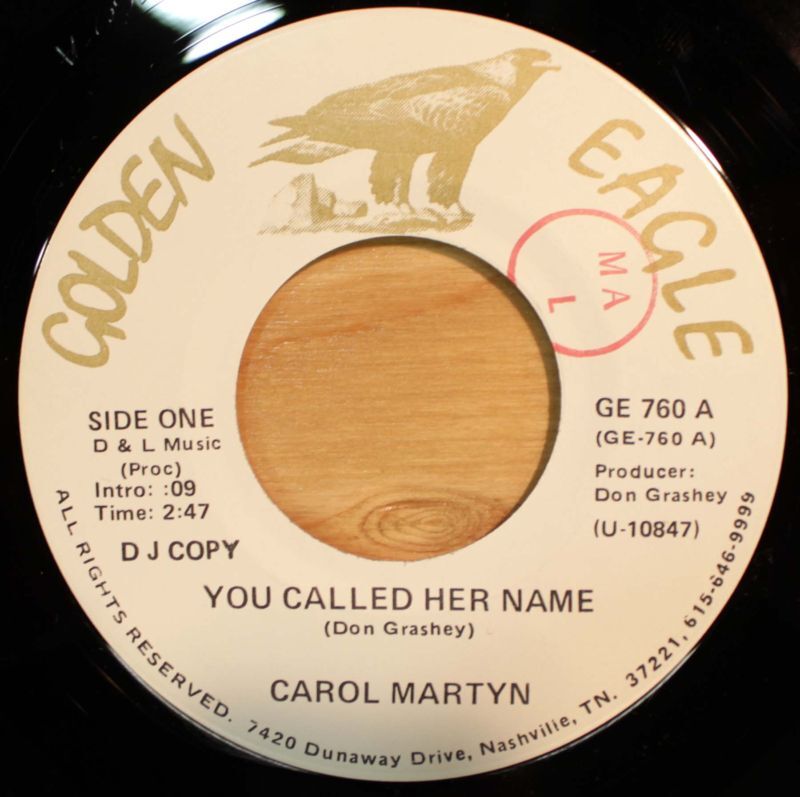 GOLDEN EAGLE
MA
L
SIDE ONE
D & L Music
(Proc)
Intro: :09
Time: 2:47
D J COPY
GE 760 A
(GE-760 A)
Producer:
Don Grashey
(U-10847)
YOU CALLED HER NAME
(Don Grashey)
CAROL MARTYN
ALL RIGHTS RESERVED. 7420 Dunaway Drive, Nashville, TN. 37221, 615-646-9999